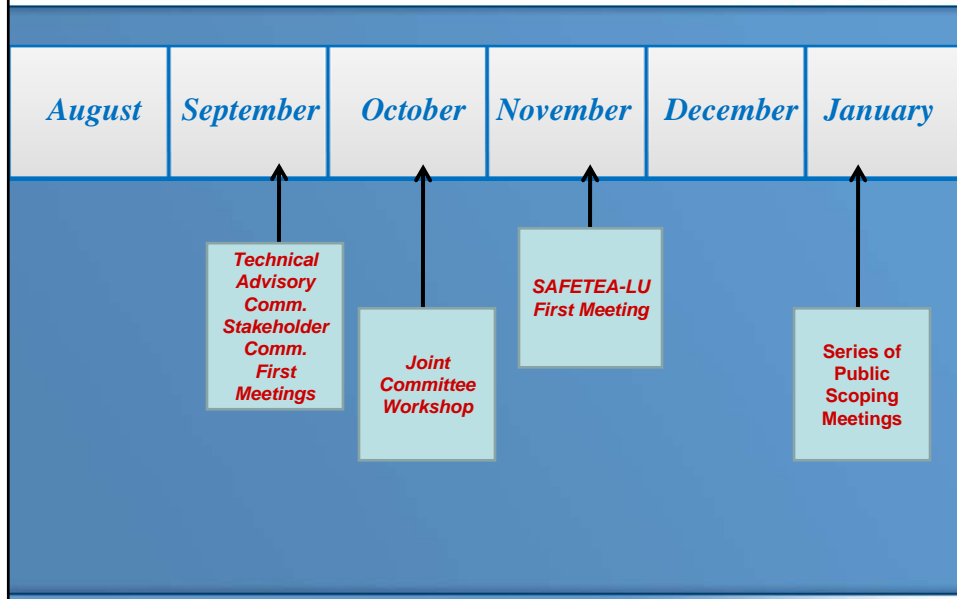 August September October November December January
Technical
Advisory
Comm.
Stakeholder
Comm.
First
Meetings
Joint
Committee
Workshop
SAFETEA-LU
First Meeting
Series of
Public
Scoping
Meetings